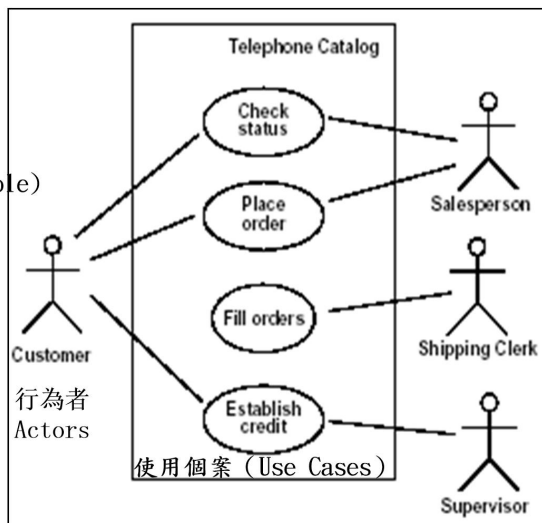 Telephone Catalog
Check
status
ole)
Place
order
Salesperson
Fill orders
Customer
Shipping Clerk
行為者
Actors
Establish
credit
使用個案（Use Cases）
Supervisor